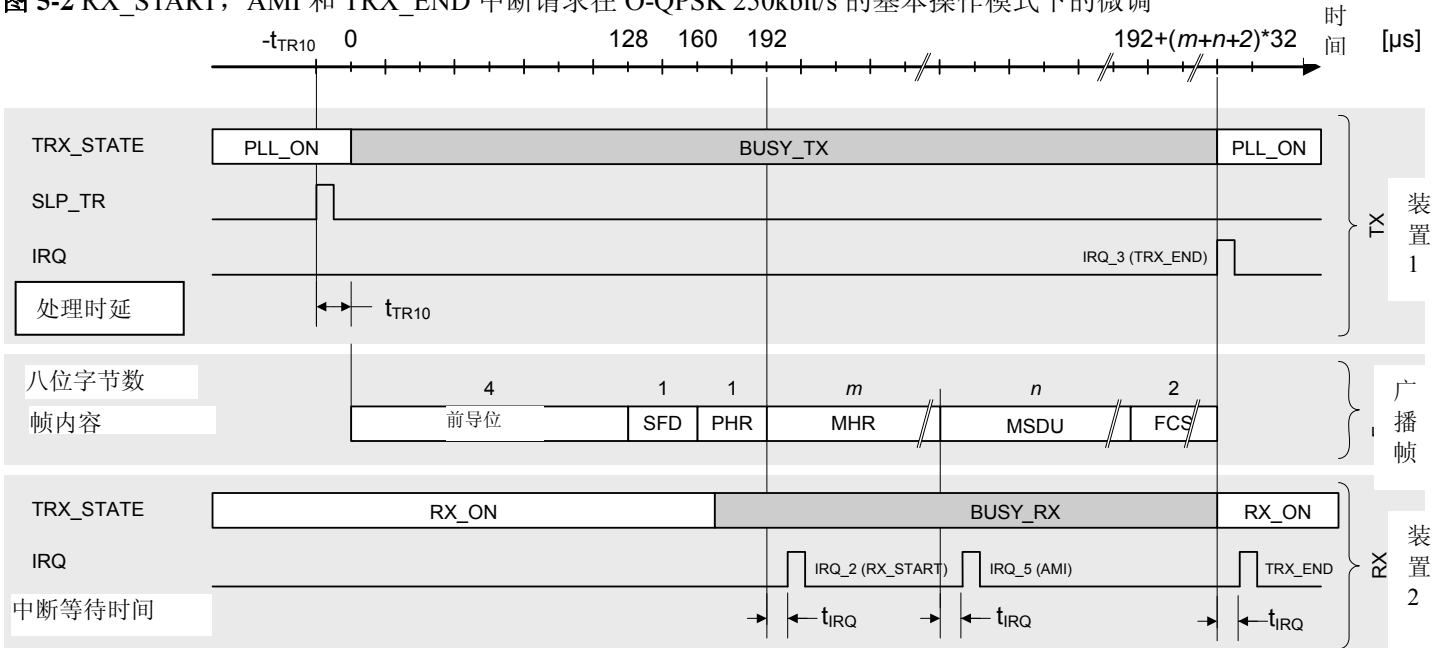 图 5-2 RX_START，AMI 和 TRX_END 中断请求在 O-QPSK 250kbit/s 的基本操作模式下的微调
-tTR10 0 128 160 192 192+(m+n+2)*32 时间 [µs]
TRX_STATE PLL_ON BUSY_TX PLL_ON
SLP_TR
IRQ IRQ_3 (TRX_END)
处理时延 tTR10
TX
装置1
八位字节数 4 1 1 m n 2
帧内容 前导位 SFD PHR MHR MSDU FCS
广播帧
TRX_STATE RX_ON BUSY_RX RX_ON
IRQ IRQ_2 (RX_START) IRQ_5 (AMI) TRX_END
中断等待时间 tIRQ tIRQ tIRQ
RX
装置2